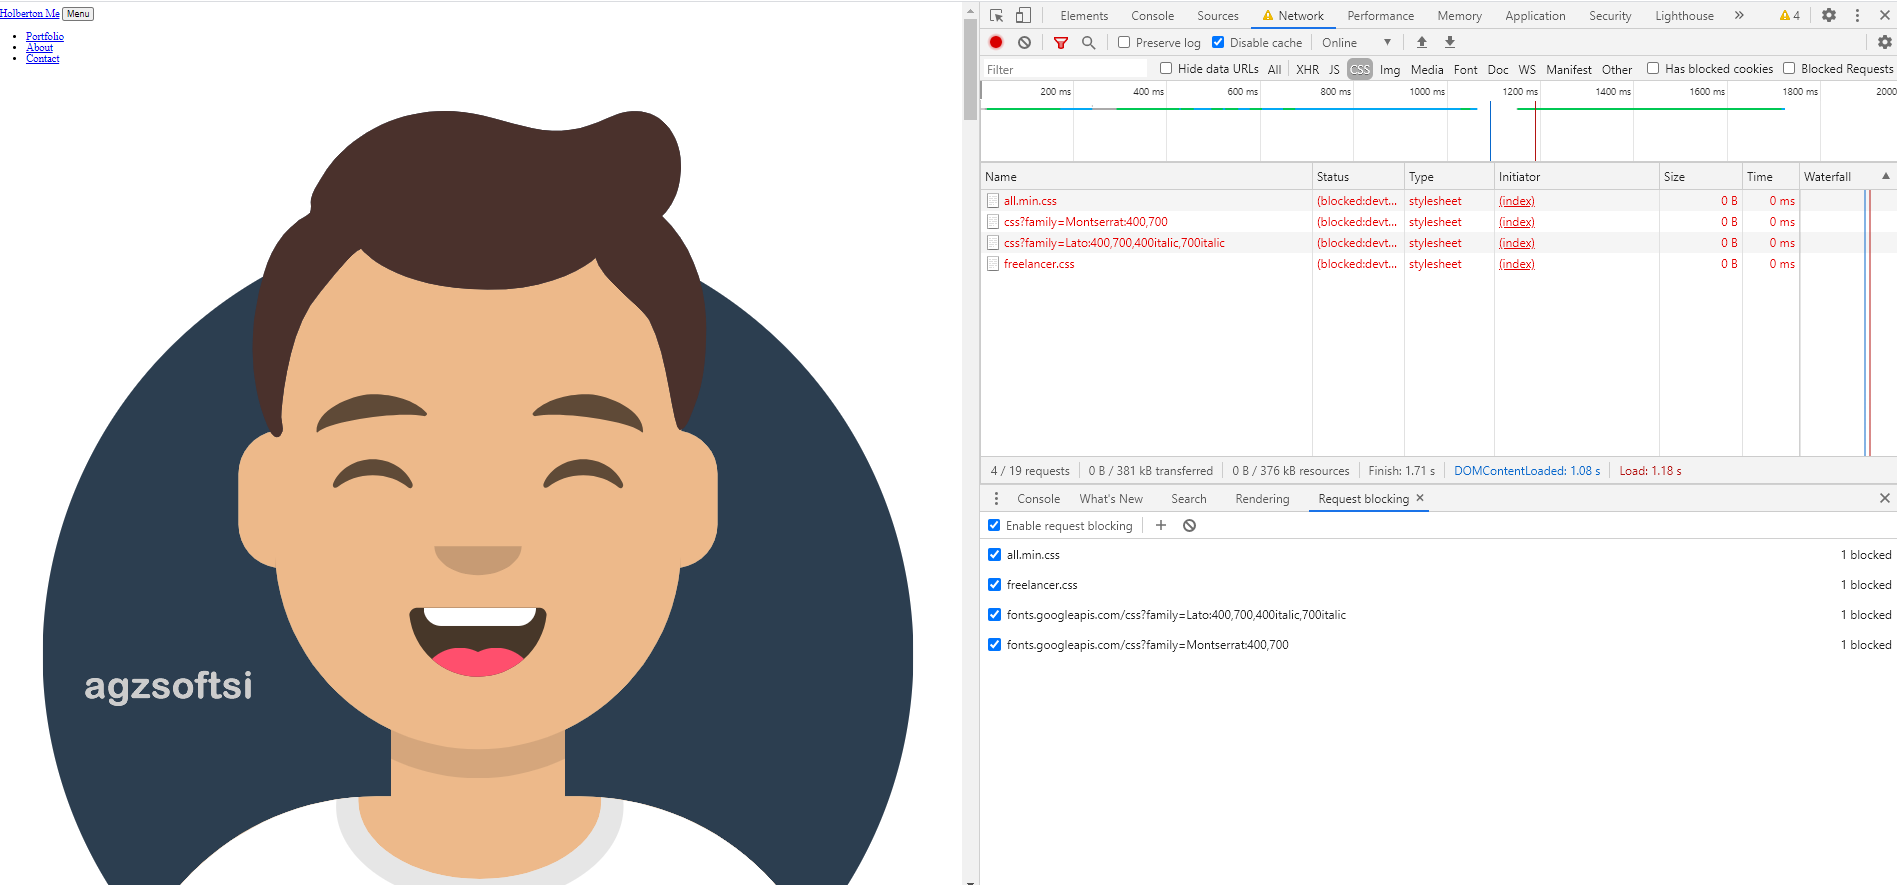 Holberton Me Menu
Portfolio
About
Contact
agzsoftsi
Elements Console Sources Network Performance Memory Application Security Lighthouse » 4
Preserve log Disable cache Online
Filter Hide data URLs All XHR JS CSS Img Media Font Doc WS Manifest Other Has blocked cookies Blocked Requests
200 ms 400 ms 600 ms 800 ms 1000 ms 1200 ms 1400 ms 1600 ms 1800 ms 2000
Name Status Type Initiator Size Time Waterfall
all.min.css (blocked:devt... stylesheet (index) 0 B 0 ms
css?family=Montserrat:400,700 (blocked:devt... stylesheet (index) 0 B 0 ms
css?family=Lato:400,700,400italic,700italic (blocked:devt... stylesheet (index) 0 B 0 ms
freelancer.css (blocked:devt... stylesheet (index) 0 B 0 ms
4 / 19 requests 0 B / 381 kB transferred 0 B / 376 kB resources Finish: 1.71 s DOMContentLoaded: 1.08 s Load: 1.18 s
Console What's New Search Rendering Request blocking
Enable request blocking
all.min.css 1 blocked
freelancer.css 1 blocked
fonts.googleapis.com/css?family=Lato:400,700,400italic,700italic 1 blocked
fonts.googleapis.com/css?family=Montserrat:400,700 1 blocked